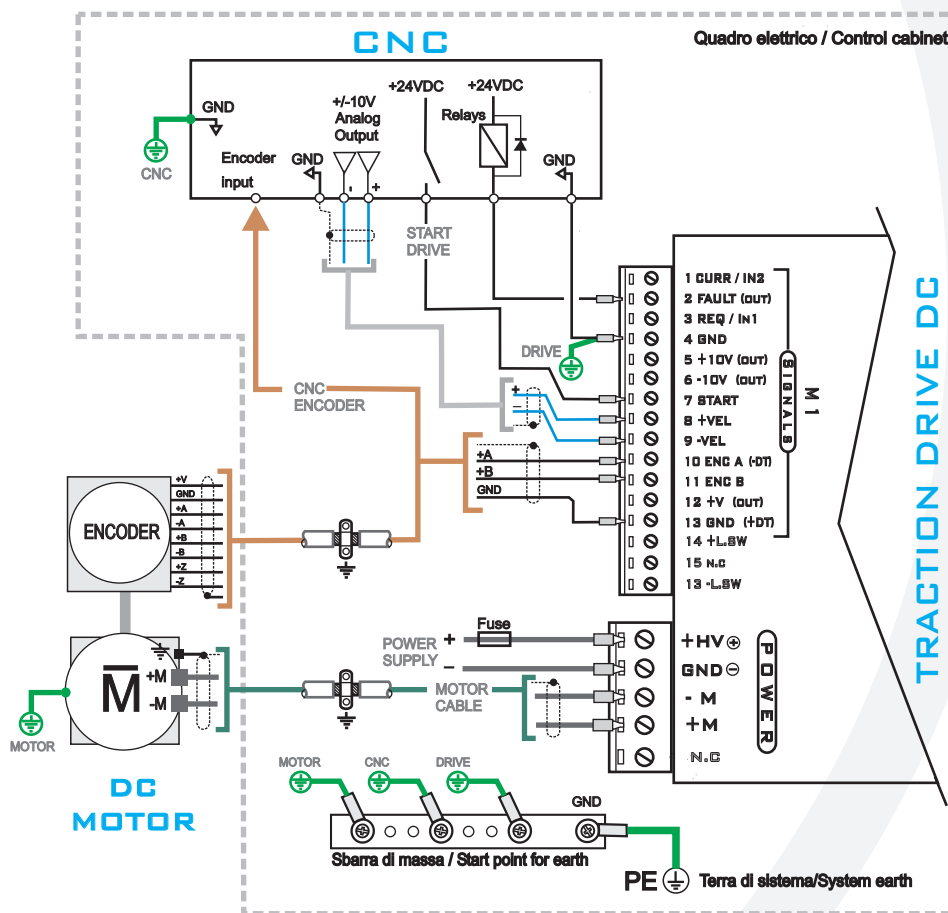 Quadro elettrico / Control cabinet
CNC
+24VDC
+24VDC
+/-10V
Analog
Output
Relays
GND
CNC
Encoder
input
GND
-
+
GND
START
DRIVE
DRIVE
1 CURR / IN2
2 FAULT (OUT)
3 REQ / IN1
4 GND
5 +10V (OUT)
6 -10V (OUT)
7 START
8 +VEL
9 -VEL
10 ENC A (-DT)
11 ENC B
12 +V (OUT)
13 GND (+DT)
14 +L.SW
15 N.C
13 -L.SW
SIGNALS
M 1
TRACTION DRIVE DC
CNC
ENCODER
+
–
+A
+B
GND
ENCODER
+V
GND
+A
-A
+B
-B
+Z
-Z
M
+M
-M
MOTOR
DC
MOTOR
POWER
SUPPLY
+
–
Fuse
MOTOR
CABLE
+HV ⊕
GND ⊖
- M
+M
N.C
POWER
MOTOR
CNC
DRIVE
GND
Sbarra di massa / Start point for earth
PE
Terra di sistema/System earth